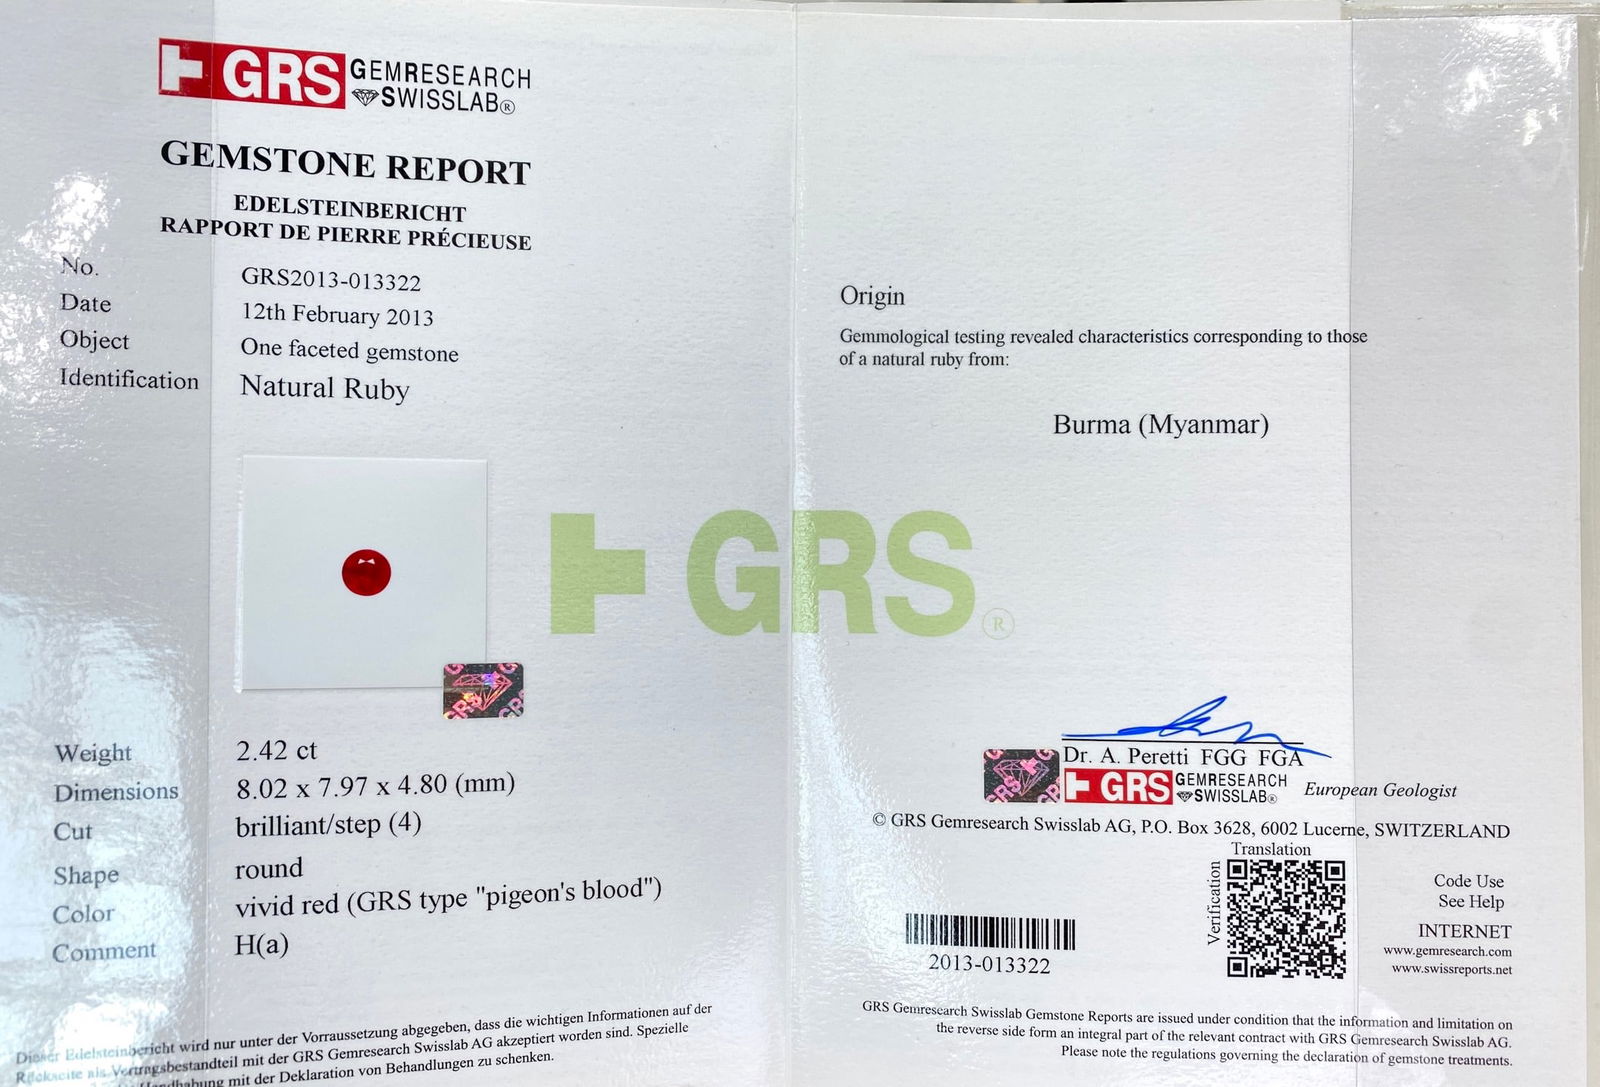 GRS GEMRESEARCH
SWISSLAB®
GEMSTONE REPORT
EDELSTEINBERICHT
RAPPORT DE PIERRE PRÉCIEUSE
No. GRS2013-013322
Date 12th February 2013
Object One faceted gemstone
Identification Natural Ruby
GRS
Weight 2.42 ct
Dimensions 8.02 x 7.97 x 4.80 (mm)
Cut brilliant/step (4)
Shape round
Color vivid red (GRS type "pigeon's blood")
Comment H(a)
Dieser Edelsteinbericht wird nur unter der Vorraussetzung abgegeben, dass die wichtigen Informationen auf der
Rückseite als Vertragsbestandteil mit der GRS Gemresearch Swisslab AG akzeptiert worden sind. Spezielle
mit der Deklaration von Behandlungen zu schenken.
GRS®
Origin
Gemmological testing revealed characteristics corresponding to those
of a natural ruby from:
Burma (Myanmar)
Dr. A. Peretti FGG FGA
GRS
GRS GEMRESEARCH
SWISSLAB®
European Geologist
© GRS Gemresearch Swisslab AG, P.O. Box 3628, 6002 Lucerne, SWITZERLAND
Translation
Verification
Code Use
See Help
INTERNET
www.gemresearch.com
www.swissreports.net
2013-013322
GRS Gemresearch Swisslab Gemstone Reports are issued under condition that the information and limitation on
the reverse side form an integral part of the relevant contract with GRS Gemresearch Swisslab AG.
Please note the regulations governing the declaration of gemstone treatments.